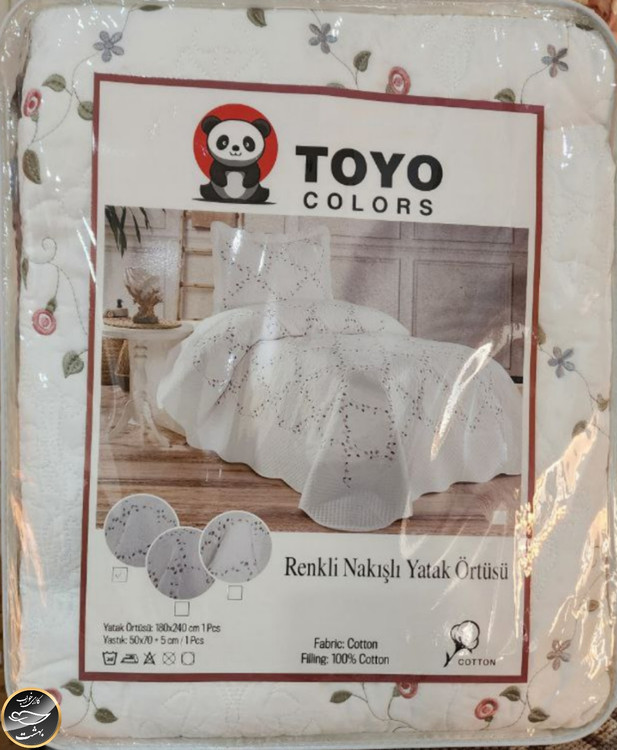 TOYO
COLORS
Renkli Nakışlı Yatak Örtüsü
Yatak Örtüsü: 180x240 cm 1 Pcs
Yastık: 50x70 + 5 cm / 1 Pcs
Fabric: Cotton
Filling: 100% Cotton
COTTON
بهشت